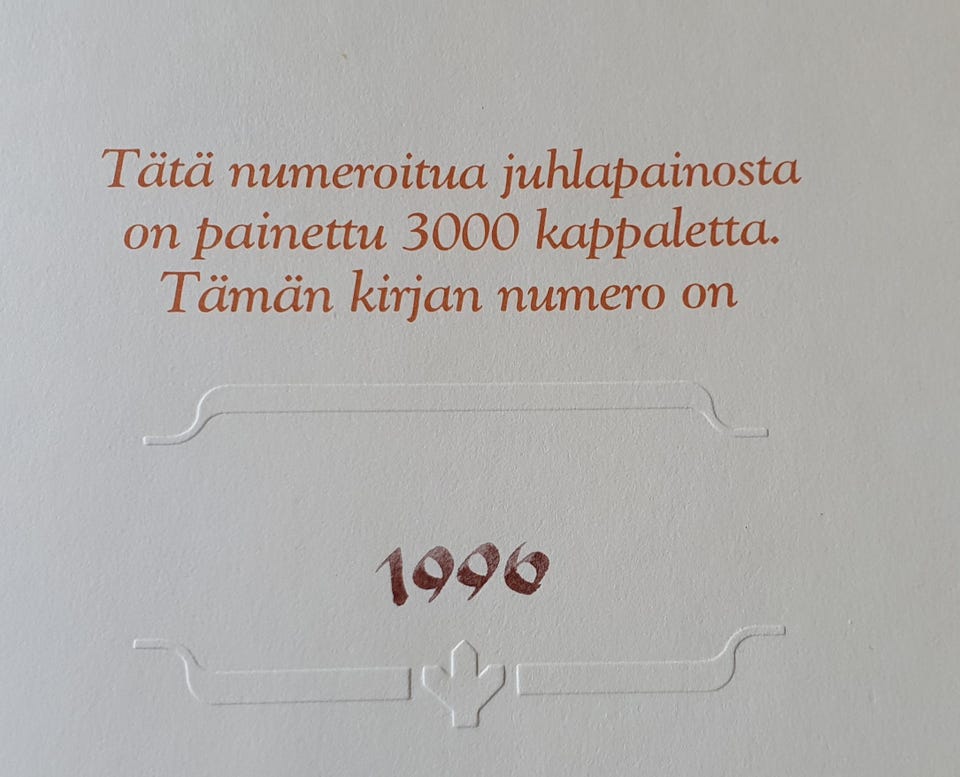 Tätä numeroitua juhlapainosta
on painettu 3000 kappaletta.
Tämän kirjan numero on
1996